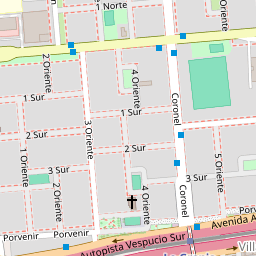 1 Norte
2 Oriente
4 Oriente
1 Sur
1 Sur
Coronel
3 Oriente
2 Sur
2 Sur
1 Oriente
5 Oriente
3 Sur
3 Sur
2 Oriente
4 Oriente
Coronel
Avenida A
Porvenir
Porvenir
Autopista Vespucio Sur
Vill